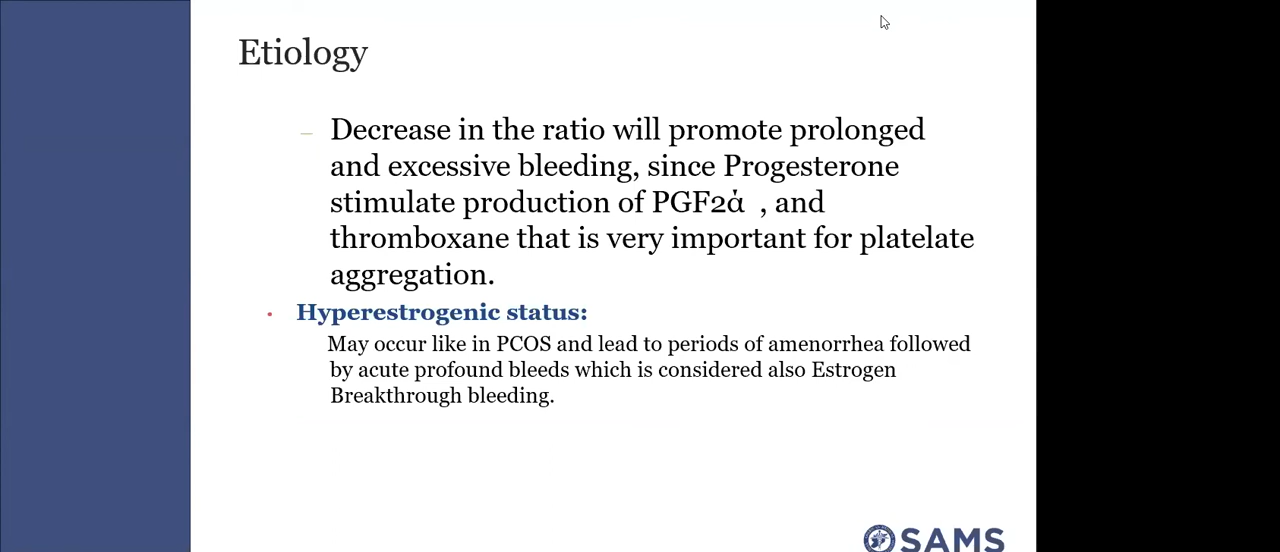 Etiology
– Decrease in the ratio will promote prolonged
and excessive bleeding, since Progesterone
stimulate production of PGF2ἀ , and
thromboxane that is very important for platelate
aggregation.
• Hyperestrogenic status:
May occur like in PCOS and lead to periods of amenorrhea followed
by acute profound bleeds which is considered also Estrogen
Breakthrough bleeding.
SAMS